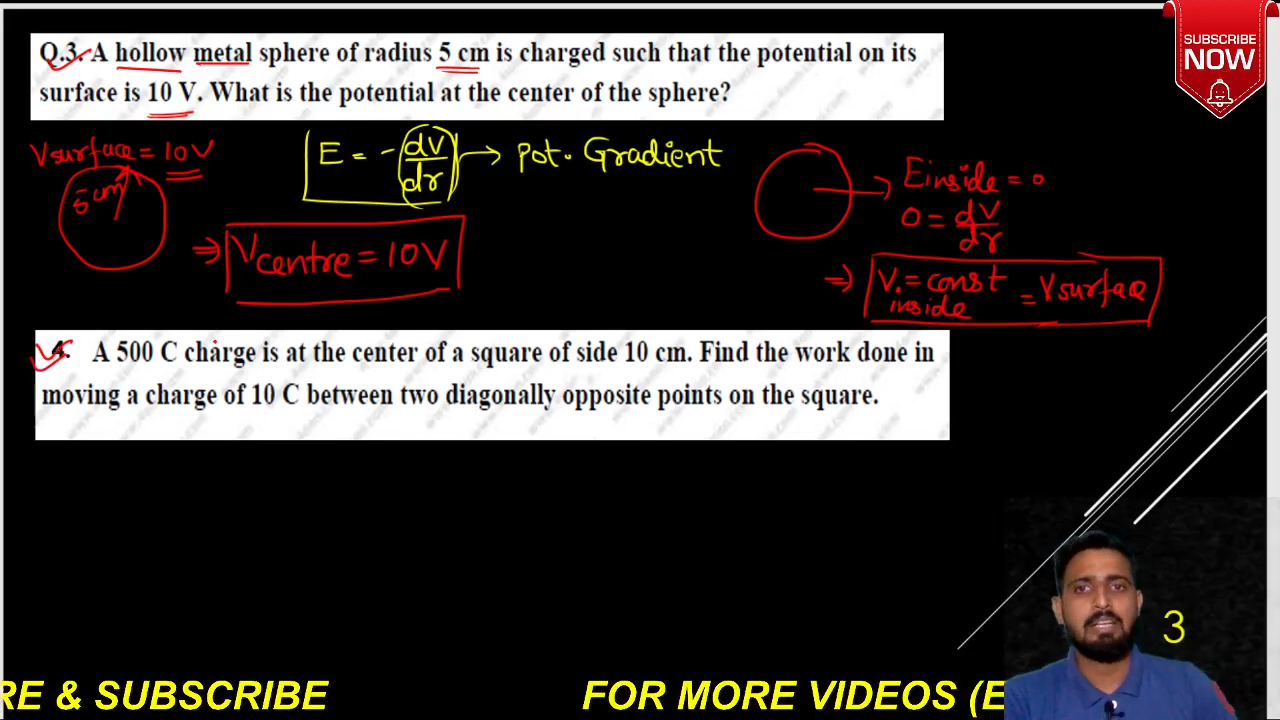 SUBSCRIBE
NOW
Q.3. A hollow metal sphere of radius 5 cm is charged such that the potential on its
surface is 10 V. What is the potential at the center of the sphere?
Vsurface = 10V
5cm
E = - dV/dr → Pot. Gradient
⇒ Vcentre = 10V
Einside = 0
0 = dV/dr
⇒ V inside = const = Vsurface
4. A 500 C charge is at the center of a square of side 10 cm. Find the work done in
moving a charge of 10 C between two diagonally opposite points on the square.
3
RE & SUBSCRIBE FOR MORE VIDEOS (E